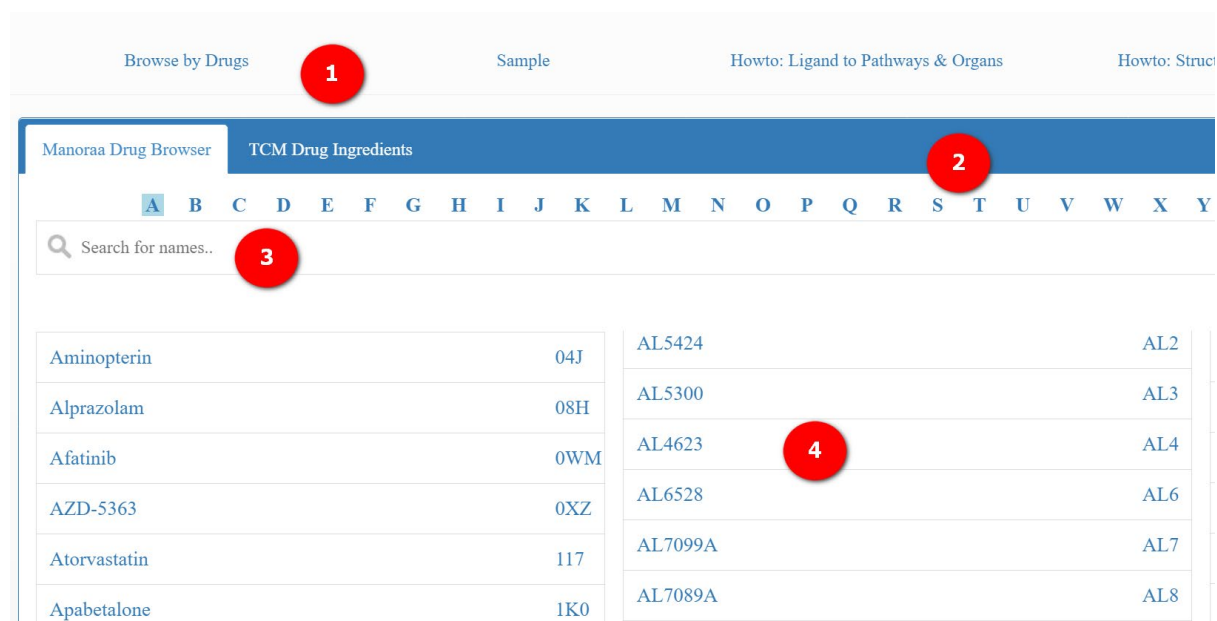 Browse by Drugs 1 Sample Howto: Ligand to Pathways & Organs Howto: Struct
Manoraa Drug Browser TCM Drug Ingredients 2
A B C D E F G H I J K L M N O P Q R S T U V W X Y
Search for names.. 3
Aminopterin 04J
Alprazolam 08H
Afatinib 0WM
AZD-5363 0XZ
Atorvastatin 117
Apabetalone 1K0
AL5424 AL2
AL5300 AL3
AL4623 4 AL4
AL6528 AL6
AL7099A AL7
AL7089A AL8